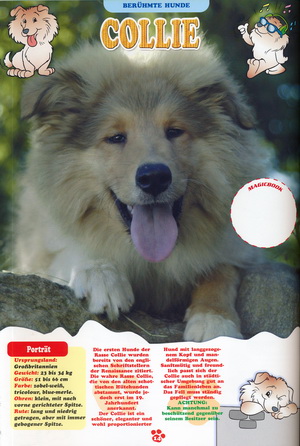 BERÜHMTE HUNDE
COLLIE
MAGICBOOK
Porträt
Ursprungsland:
Großbritannien
Gewicht: 23 bis 34 kg
Größe: 51 bis 61 cm
Farbe: zobel-weiß,
tricolour, blue-merle.
Ohren: klein, mit nach
vorne gerichteter Spitze.
Rute: lang und niedrig
getragen, aber mit immer
gebogener Spitze.
Die ersten Hunde der
Rasse Collie wurden
bereits von den engli-
schen Schriftstellern
der Renaissance zitiert.
Die wahre Rasse Collie,
die von den alten schot-
tischen Hütehunden
abstammt, wurde je-
doch erst im 19.
Jahrhundert
anerkannt.
Der Collie ist ein
schöner, eleganter und
wohl proportionierter
Hund mit langgezoge-
nem Kopf und man-
delförmigen Augen.
Sanftmütig und freund-
lich passt sich der
Collie auch in städti-
scher Umgebung gut an
das Familienleben an.
Das Fell muss ständig
gepflegt werden.
ACHTUNG:
Kann manchmal zu
beschützend gegenüber
seinem Besitzer sein.
14